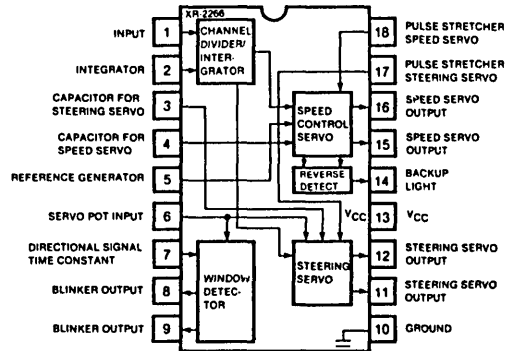 XR-2266
INPUT
1
INTEGRATOR
2
CAPACITOR FOR
STEERING SERVO
3
CAPACITOR FOR
SPEED SERVO
4
REFERENCE GENERATOR
5
SERVO POT INPUT
6
DIRECTIONAL SIGNAL
TIME CONSTANT
7
BLINKER OUTPUT
8
BLINKER OUTPUT
9
CHANNEL
DIVIDER/
INTER-
GRATOR
SPEED
CONTROL
SERVO
REVERSE
DETECT
VCC
WINDOW
DETEC-
TOR
STEERING
SERVO
18
PULSE STRETCHER
SPEED SERVO
17
PULSE STRETCHER
STEERING SERVO
16
SPEED SERVO
OUTPUT
15
SPEED SERVO
OUTPUT
14
BACKUP
LIGHT
13
VCC
12
STEERING SERVO
OUTPUT
11
STEERING SERVO
OUTPUT
10
GROUND